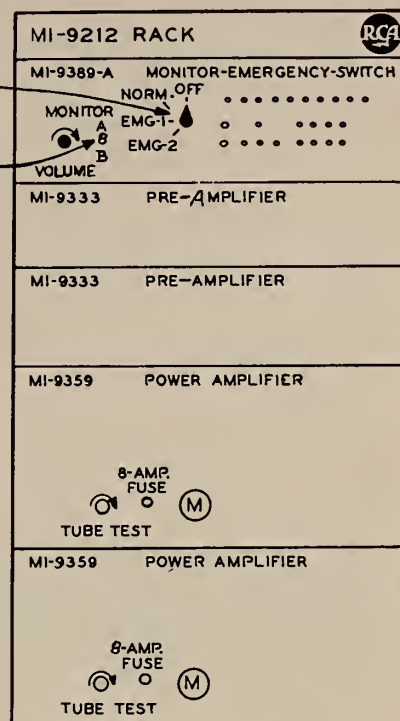 MI-9212 RACK
RCA
MI-9389-A MONITOR-EMERGENCY-SWITCH
NORM. OFF
MONITOR EMG-1
A
8
EMG-2
B
VOLUME
MI-9333 PRE-AMPLIFIER
MI-9333 PRE-AMPLIFIER
MI-9359 POWER AMPLIFIER
8-AMP.
FUSE
M
TUBE TEST
MI-9359 POWER AMPLIFIER
8-AMP.
FUSE
M
TUBE TEST